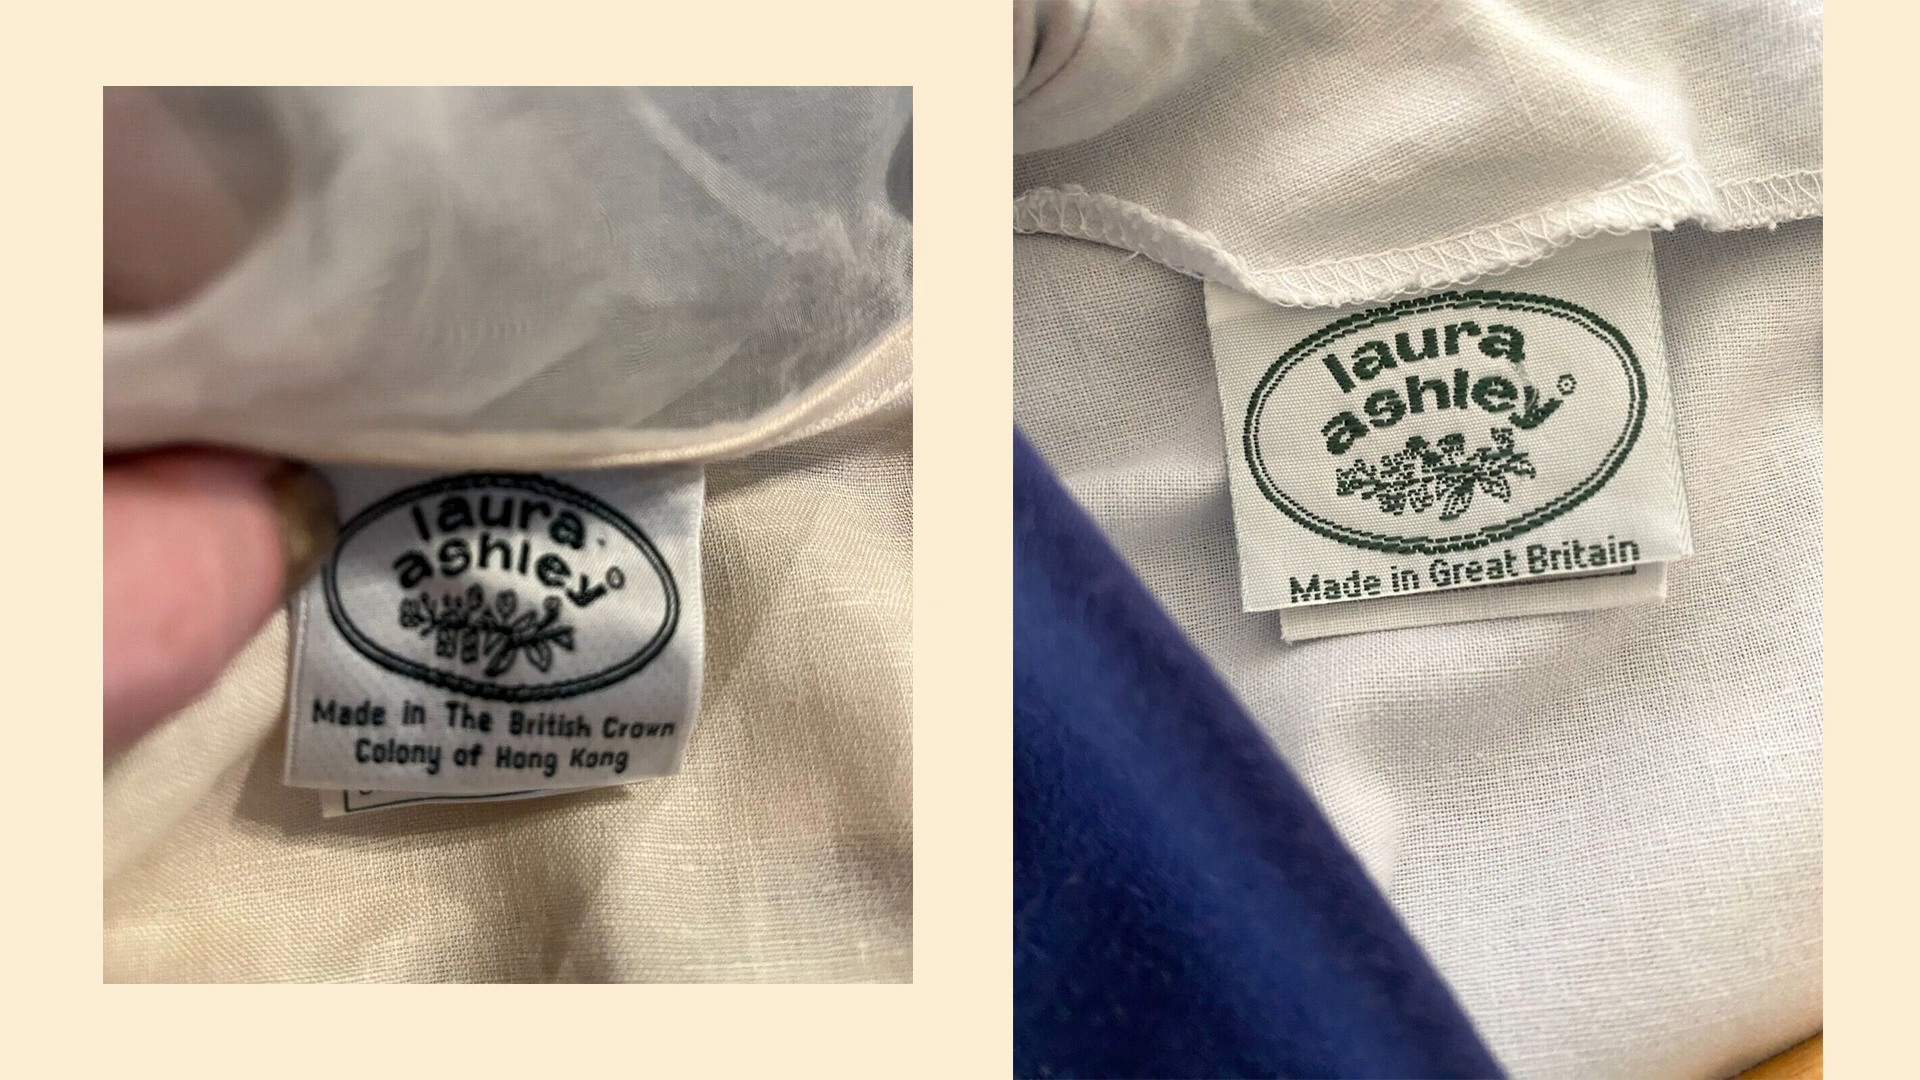 laura
ashley®
Made in The British Crown
Colony of Hong Kong
laura
ashley®
Made in Great Britain